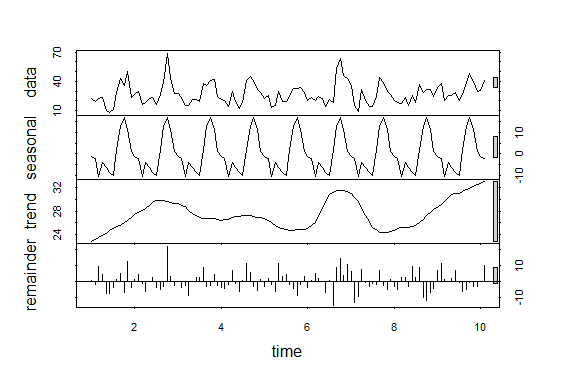 data
10 40 70
seasonal
-10 0 10
trend
24 28 32
remainder
-10 10
2 4 6 8 10
time